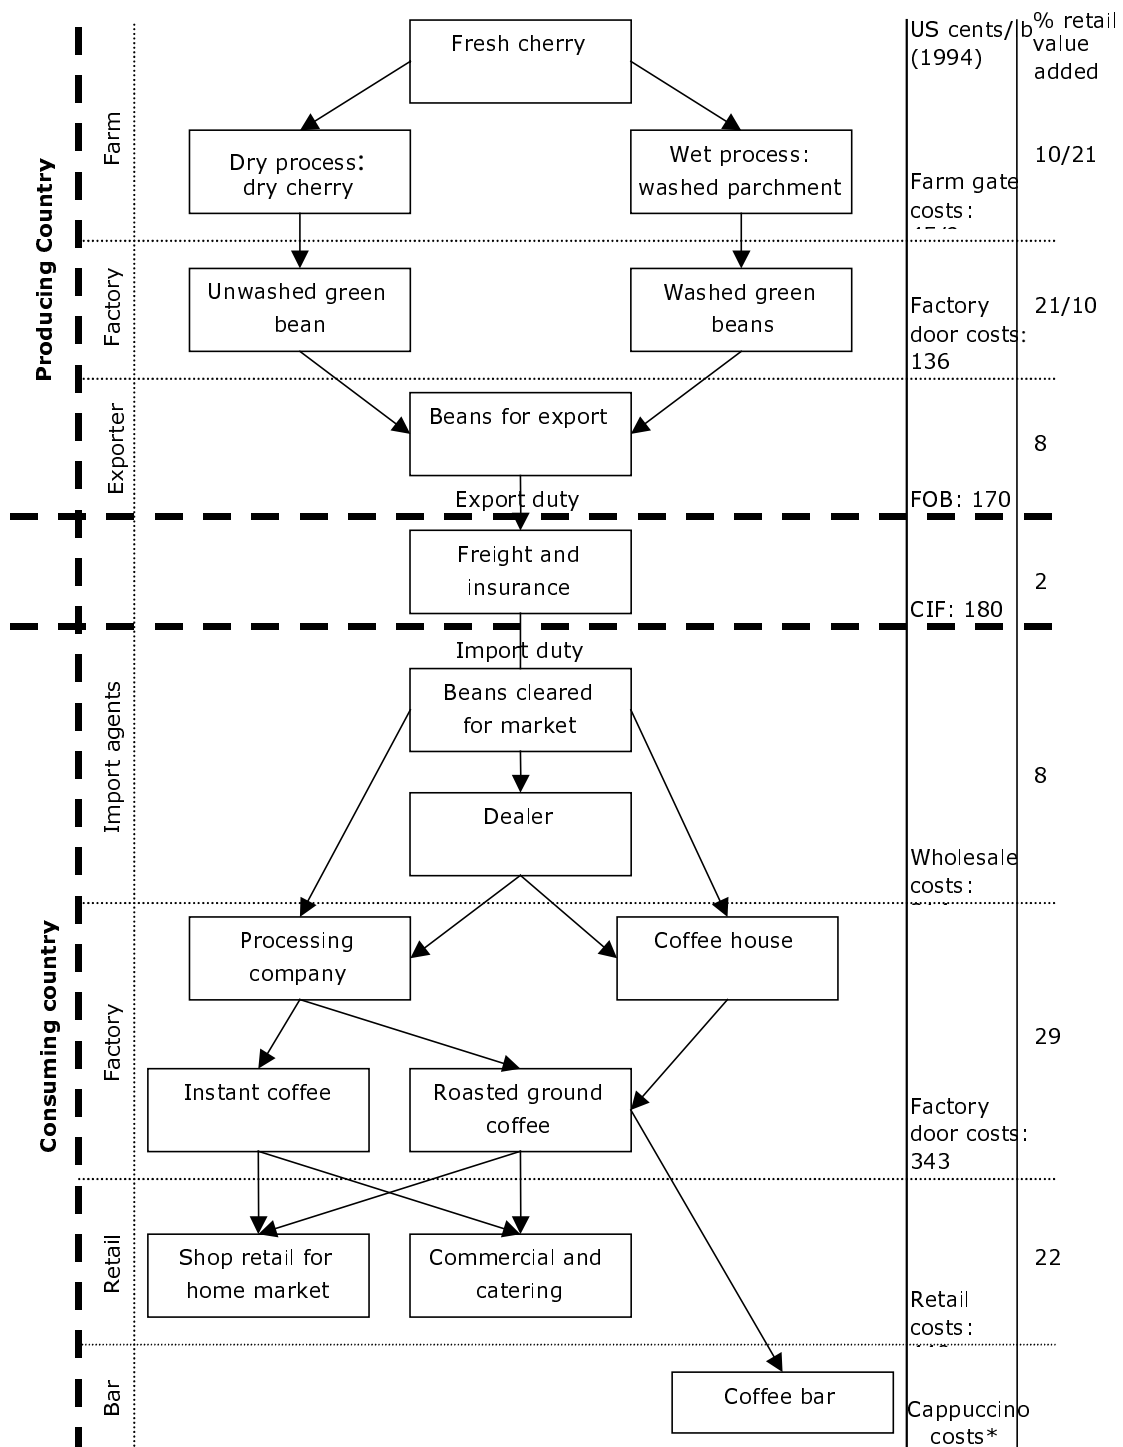 Fresh cherry
US cents/ b
(1994)
% retail
value
added
Producing Country
Farm
Dry process:
dry cherry
Wet process:
washed parchment
Farm gate
costs:
10/21
Factory
Unwashed green
bean
Washed green
beans
Factory
door costs:
136
21/10
Exporter
Beans for export
Export duty
FOB: 170
8
Freight and
insurance
CIF: 180
2
Consuming country
Import agents
Import duty
Beans cleared
for market
Dealer
Wholesale
costs:
8
Factory
Processing
company
Coffee house
Instant coffee
Roasted ground
coffee
Factory
door costs:
343
29
Retail
Shop retail for
home market
Commercial and
catering
Retail
costs:
22
Bar
Coffee bar
Cappuccino
costs*